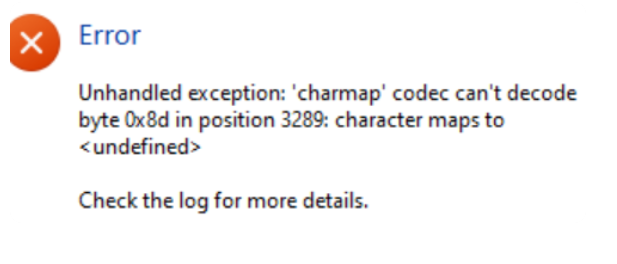 Error
Unhandled exception: 'charmap' codec can't decode
byte 0x8d in position 3289: character maps to
<undefined>
Check the log for more details.